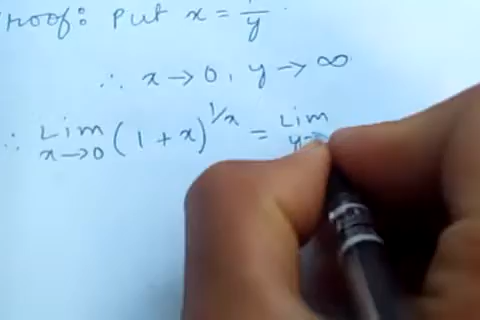 Proof: Put x = 1/y.
∴ x → 0, y → ∞
∴ Lim x→0 (1 + x)^1/x = Lim y→